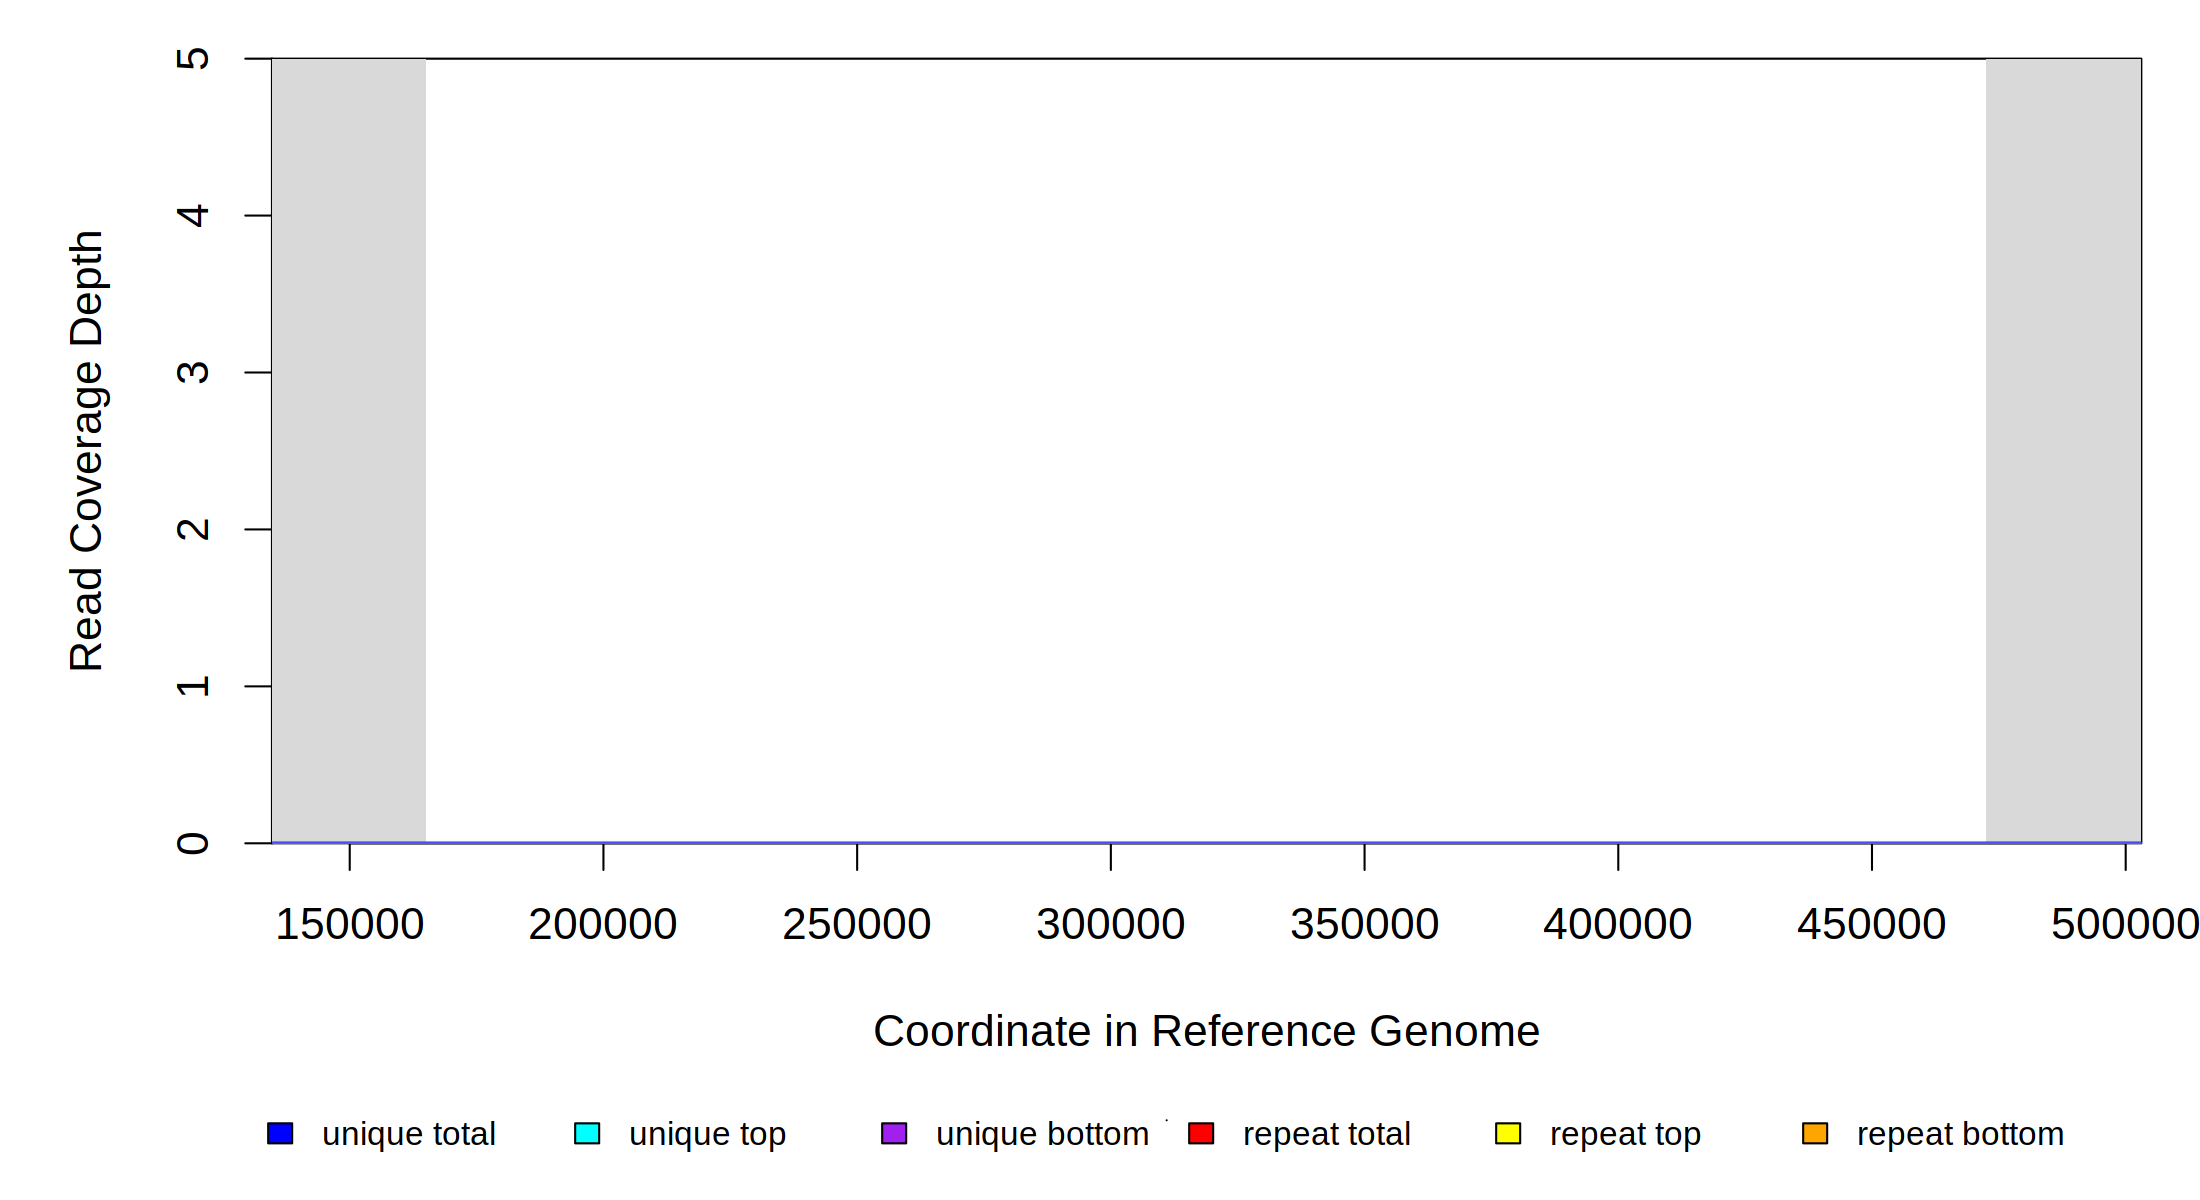 5
4
3
2
1
0
Read Coverage Depth
150000 200000 250000 300000 350000 400000 450000 500000
Coordinate in Reference Genome
unique total unique top unique bottom repeat total repeat top repeat bottom